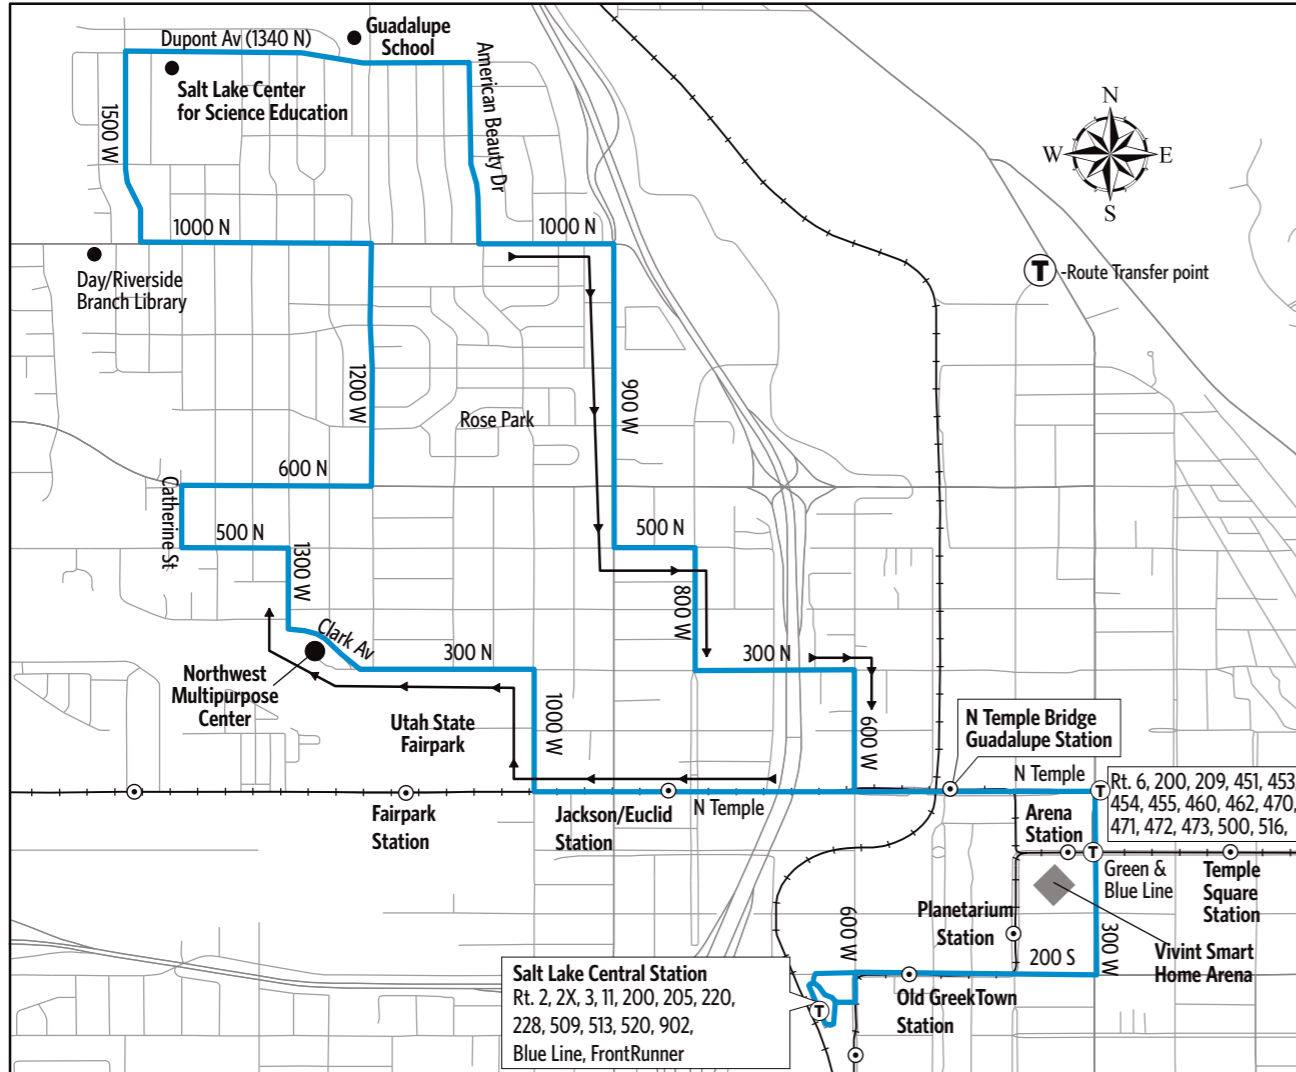 Dupont Av (1340 N)
Guadalupe
School
American Beauty Dr
Salt Lake Center
for Science Education
1500 W
N
W
E
S
1000 N
1000 N
Day/Riverside
Branch Library
T
-Route Transfer point
1200 W
900 W
Rose Park
600 N
Catherine St
500 N
500 N
1300 W
800 W
Clark Av
300 N
300 N
Northwest
Multipurpose
Center
1000 W
600 W
Utah State
Fairpark
N Temple Bridge
Guadalupe Station
N Temple
T
Rt. 6, 200, 209, 451, 453,
454, 455, 460, 462, 470,
471, 472, 473, 500, 516,
Fairpark
Station
Jackson/Euclid
Station
N Temple
Arena
Station
T
Green &
Blue Line
Temple
Square
Station
Planetarium
Station
600 W
300 W
Vivint Smart
Home Arena
200 S
Salt Lake Central Station
Rt. 2, 2X, 3, 11, 200, 205, 220,
228, 509, 513, 520, 902,
Blue Line, FrontRunner
T
Old GreekTown
Station